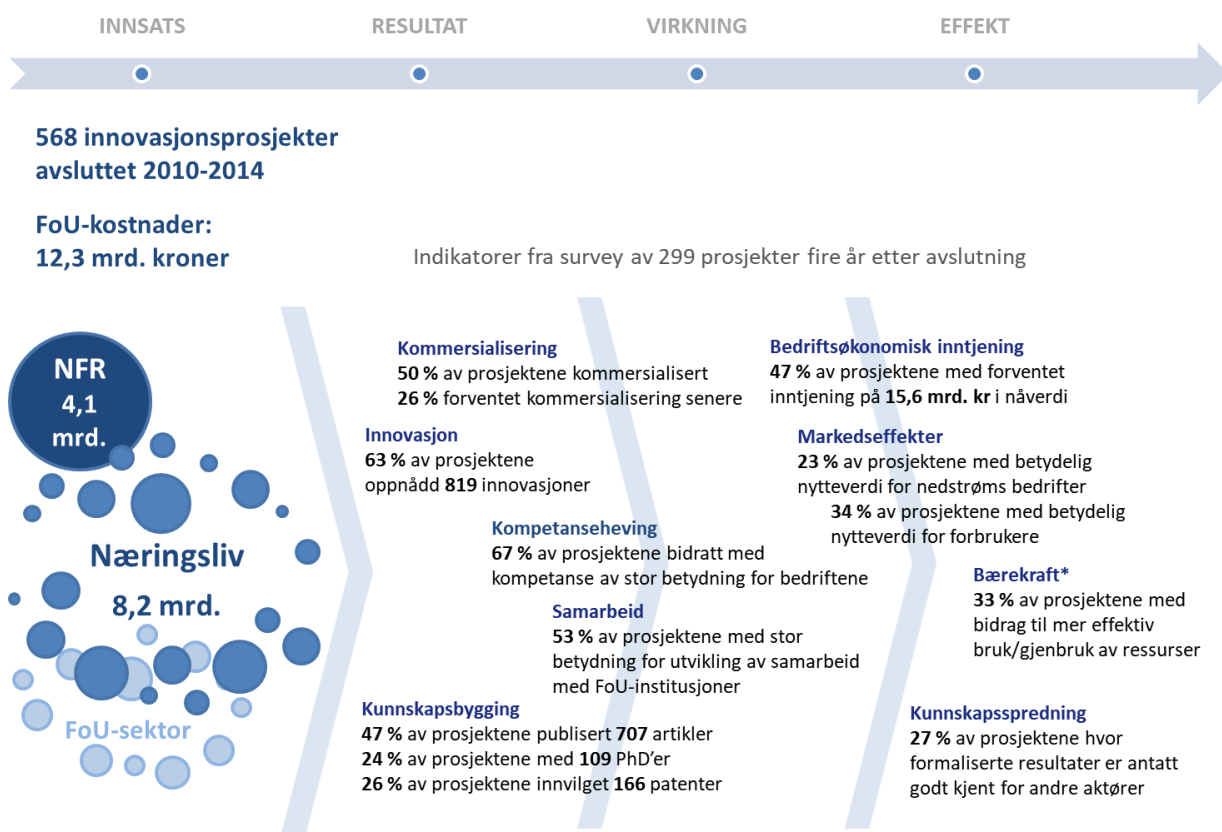 INNSATS
RESULTAT
VIRKNING
EFFEKT
568 innovasjonsprosjekter
avsluttet 2010-2014
FoU-kostnader:
12,3 mrd. kroner
Indikatorer fra survey av 299 prosjekter fire år etter avslutning
NFR
4,1
mrd.
Næringsliv
8,2 mrd.
FoU-sektor
Kommersialisering
50 % av prosjektene kommersialisert
26 % forventet kommersialisering senere
Innovasjon
63 % av prosjektene
oppnådd 819 innovasjoner
Kompetanseheving
67 % av prosjektene bidratt med
kompetanse av stor betydning for bedriftene
Samarbeid
53 % av prosjektene med stor
betydning for utvikling av samarbeid
med FoU-institusjoner
Kunnskapsbygging
47 % av prosjektene publisert 707 artikler
24 % av prosjektene med 109 PhD’er
26 % av prosjektene innvilget 166 patenter
Bedriftsøkonomisk inntjening
47 % av prosjektene med forventet
inntjening på 15,6 mrd. kr i nåverdi
Markedseffekter
23 % av prosjektene med betydelig
nytteverdi for nedstrøms bedrifter
34 % av prosjektene med betydelig
nytteverdi for forbrukere
Bærekraft*
33 % av prosjektene med
bidrag til mer effektiv
bruk/gjenbruk av ressurser
Kunnskapsspredning
27 % av prosjektene hvor
formaliserte resultater er antatt
godt kjent for andre aktører